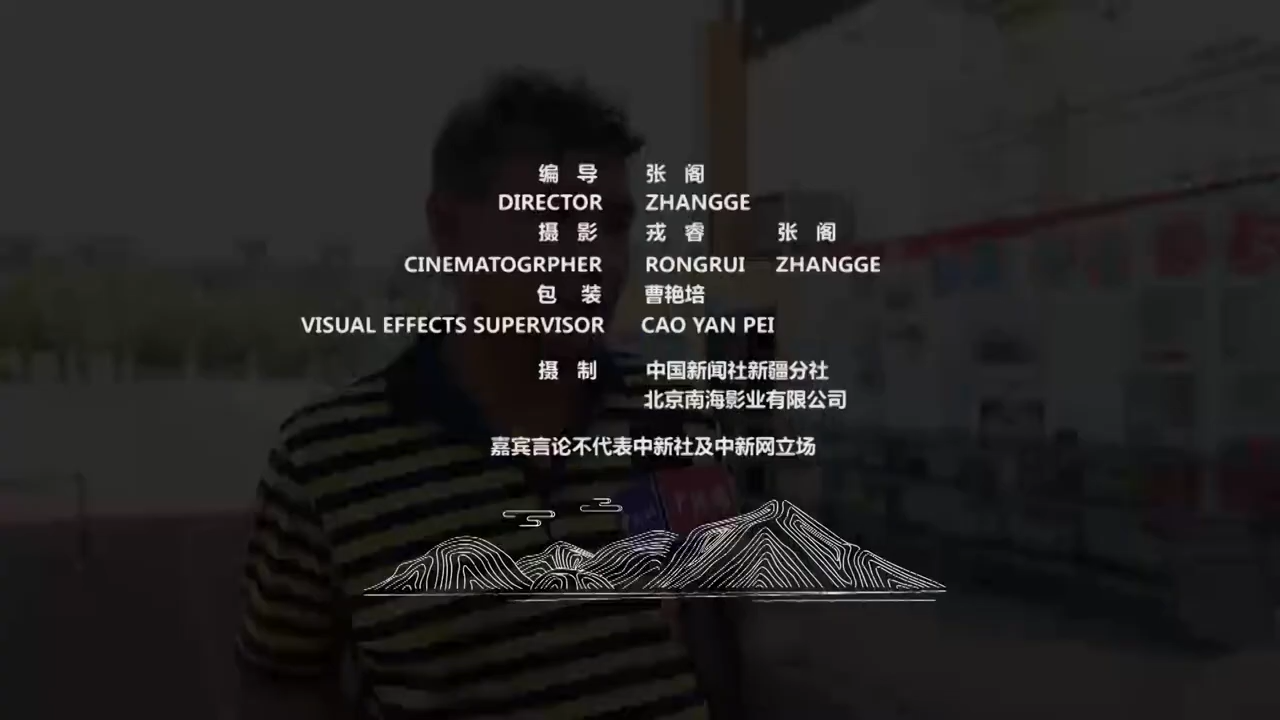 编 导 张 阁
DIRECTOR ZHANGGE
摄 影 戎 睿 张 阁
CINEMATOGRPHER RONGRUI ZHANGGE
包 装 曹艳培
VISUAL EFFECTS SUPERVISOR CAO YAN PEI
摄 制 中国新闻社新疆分社
北京南海影业有限公司
嘉宾言论不代表中新社及中新网立场